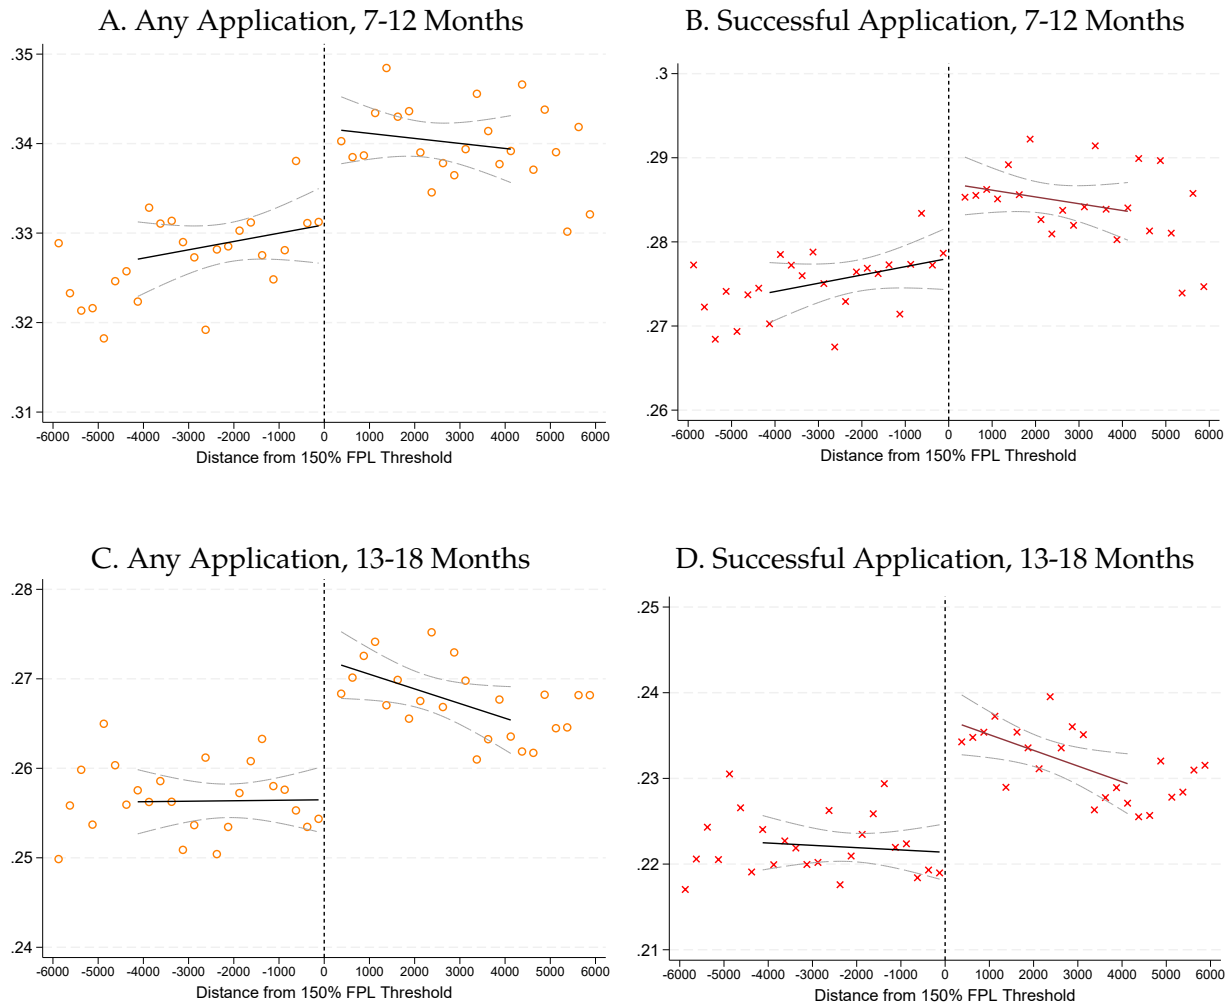 A. Any Application, 7-12 Months
.35
.34
.33
.32
.31
-6000 -5000 -4000 -3000 -2000 -1000 0 1000 2000 3000 4000 5000 6000
Distance from 150% FPL Threshold
B. Successful Application, 7-12 Months
.3
.29
.28
.27
.26
-6000 -5000 -4000 -3000 -2000 -1000 0 1000 2000 3000 4000 5000 6000
Distance from 150% FPL Threshold
C. Any Application, 13-18 Months
.28
.27
.26
.25
.24
-6000 -5000 -4000 -3000 -2000 -1000 0 1000 2000 3000 4000 5000 6000
Distance from 150% FPL Threshold
D. Successful Application, 13-18 Months
.25
.24
.23
.22
.21
-6000 -5000 -4000 -3000 -2000 -1000 0 1000 2000 3000 4000 5000 6000
Distance from 150% FPL Threshold